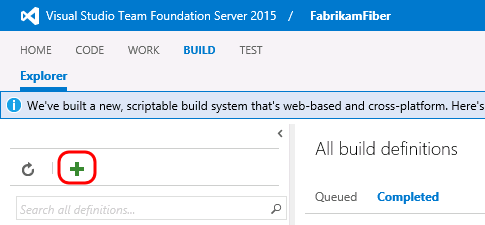 Visual Studio Team Foundation Server 2015 / FabrikamFiber
HOME CODE WORK BUILD TEST
Explorer
We've built a new, scriptable build system that's web-based and cross-platform. Here's
All build definitions
Queued Completed
Search all definitions...